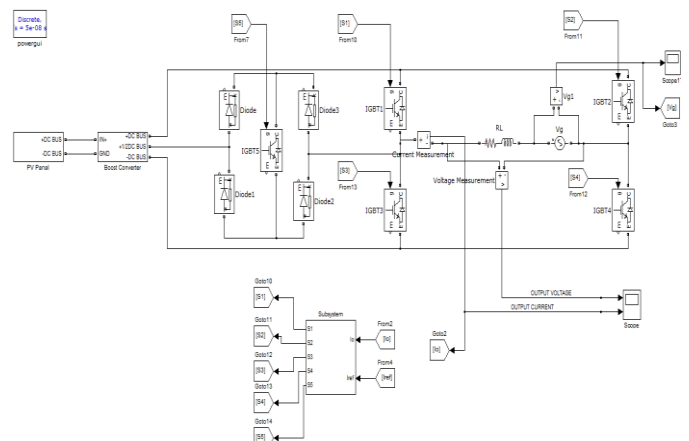 Discrete,
s = 5e-08 s
powergui
[S5]
From7
[S1]
From10
[S2]
From11
Scope1
Vg1
[Vg]
Goto3
Diode
Diode3
IGBT1
IGBT2
RL
Vg
IGBT5
Current Measurement
+DC BUS
-DC BUS
PV Panal
IN+
GND
+DC BUS
+1/2DC BUS
-DC BUS
Boost Converter
[S3]
From13
Voltage Measurement
[S4]
From12
Diode1
Diode2
IGBT3
IGBT4
OUTPUT VOLTAGE
OUTPUT CURRENT
Scope
Goto10
[S1]
Goto11
[S2]
Goto12
[S3]
Goto13
[S4]
Goto14
[S5]
Subsystem
S1
S2
S3
S4
S5
Io
Iref
From2
[Io]
From4
[Iref]
Goto2
[Io]